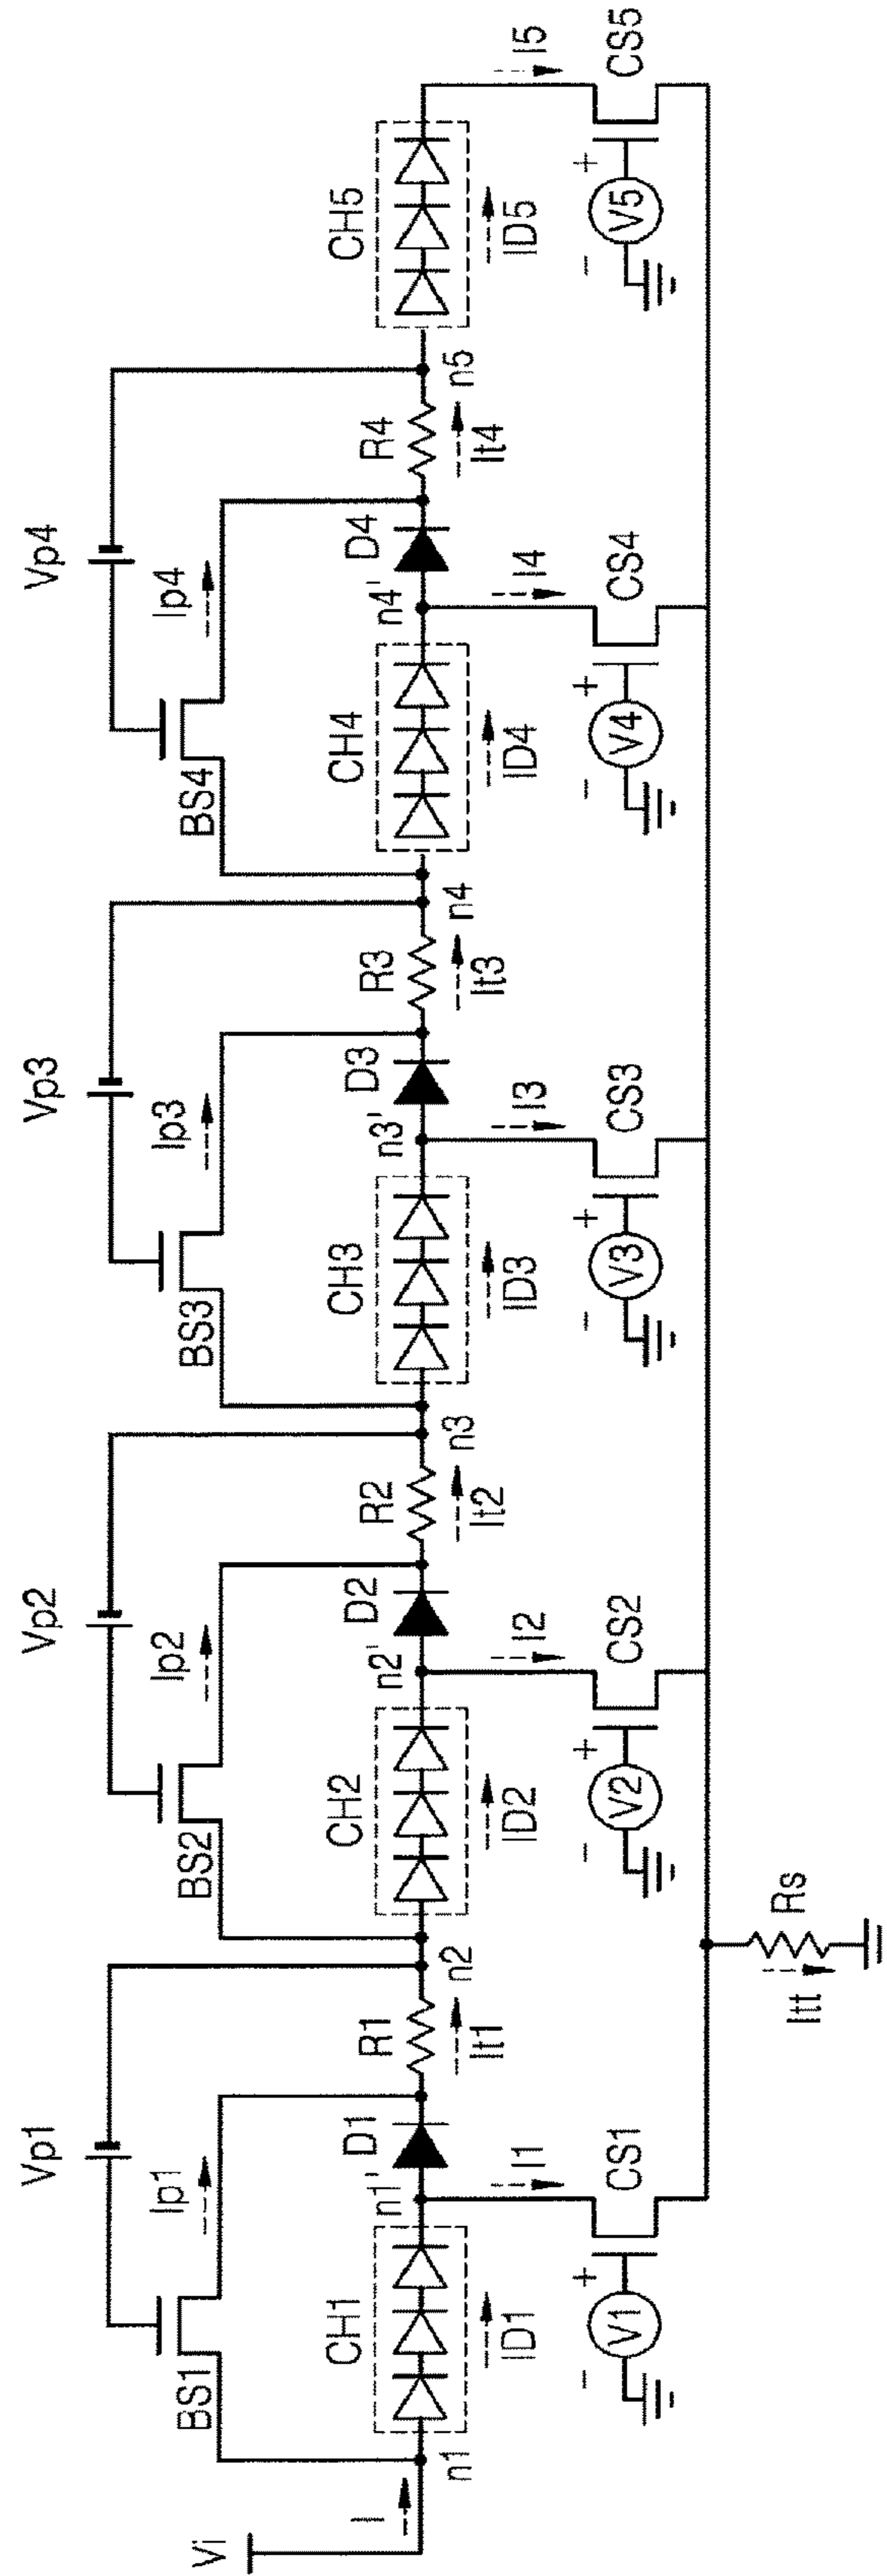 Vp1 Vp2 Vp3 Vp4
Ip1 Ip2 Ip3 Ip4
BS1 BS2 BS3 BS4
Vi
I
CH1 D1 R1 CH2 D2 R2 CH3 D3 R3 CH4 D4 R4 CH5
n1 n1' n2 n2' n3 n3' n4 n4' n5
ID1 It1 ID2 It2 ID3 It3 ID4 It4 ID5
I1 I2 I3 I4 I5
- V1 + CS1 - V2 + CS2 - V3 + CS3 - V4 + CS4 - V5 + CS5
Itt Rs